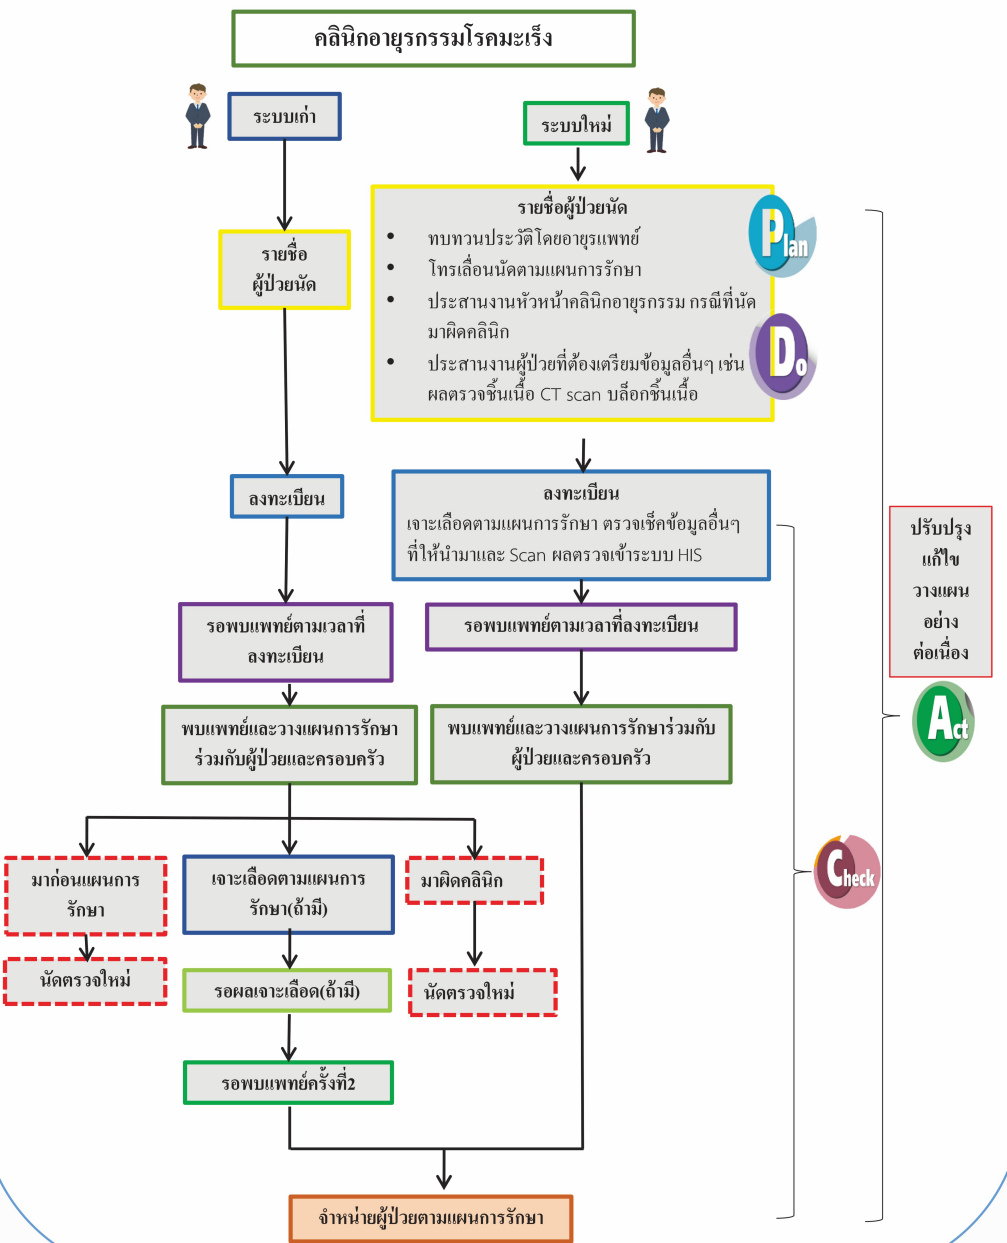 คลินิกอายุรกรรมโรคมะเร็ง
ระบบเก่า
ระบบใหม่
รายชื่อ
ผู้ป่วยนัด
รายชื่อผู้ป่วยนัด
• ทบทวนประวัติโดยอายุรแพทย์
• โทรเลื่อนนัดตามแผนการรักษา
• ประสานงานหัวหน้าคลินิกอายุรกรรม กรณีที่นัด
มาผิดคลินิก
• ประสานงานผู้ป่วยที่ต้องเตรียมข้อมูลอื่นๆ เช่น
ผลตรวจชิ้นเนื้อ CT scan บล็อกชิ้นเนื้อ
Plan
Do
ลงทะเบียน
ลงทะเบียน
เจาะเลือดตามแผนการรักษา ตรวจเช็คข้อมูลอื่นๆ
ที่ให้นำมาและ Scan ผลตรวจเข้าระบบ HIS
ปรับปรุง
แก้ไข
วางแผน
อย่าง
ต่อเนื่อง
Act
รอพบแพทย์ตามเวลาที่
ลงทะเบียน
รอพบแพทย์ตามเวลาที่ลงทะเบียน
พบแพทย์และวางแผนการรักษา
ร่วมกับผู้ป่วยและครอบครัว
พบแพทย์และวางแผนการรักษาร่วมกับ
ผู้ป่วยและครอบครัว
Check
มาก่อนแผนการ
รักษา
เจาะเลือดตามแผนการ
รักษา(ถ้ามี)
มาผิดคลินิก
นัดตรวจใหม่
รอผลเจาะเลือด(ถ้ามี)
นัดตรวจใหม่
รอพบแพทย์ครั้งที่2
จำหน่ายผู้ป่วยตามแผนการรักษา